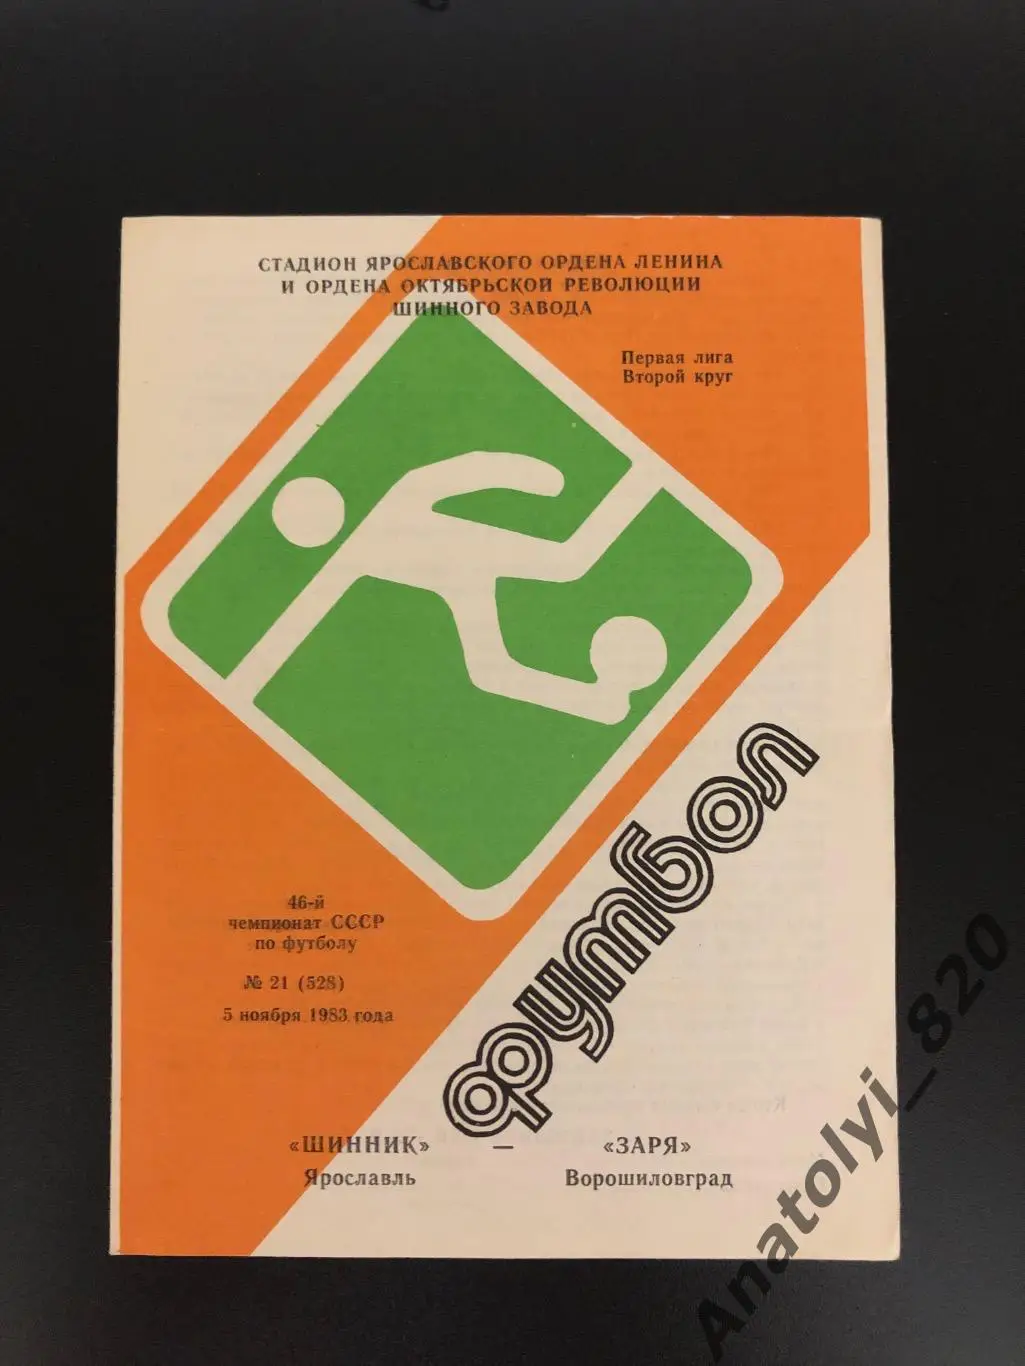 СТАДИОН ЯРОСЛАВСКОГО ОРДЕНА ЛЕНИНА
И ОРДЕНА ОКТЯБРЬСКОЙ РЕВОЛЮЦИИ
ШИННОГО ЗАВОДА
Первая лига
Второй круг
футбол
46-й
чемпионат СССР
по футболу
№ 21 (528)
5 ноября 1983 года
«ШИННИК» — «ЗАРЯ»
Ярославль Ворошиловград
Anatolyi_820